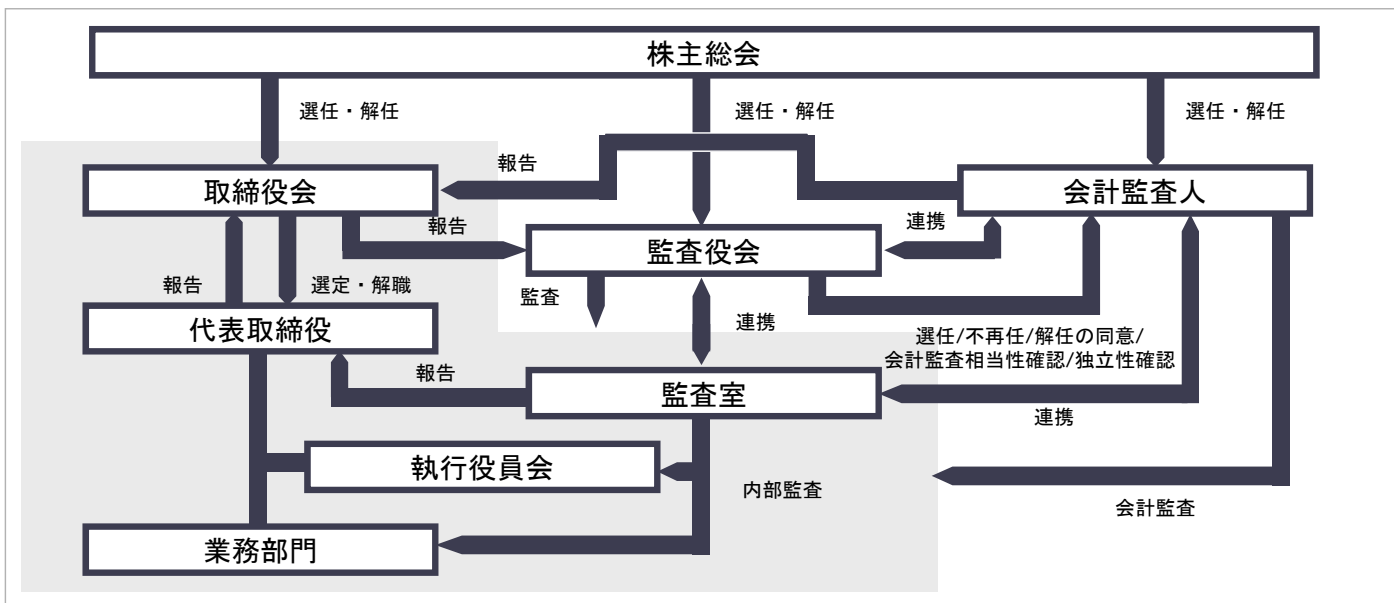 株主総会
選任・解任
選任・解任
選任・解任
報告
取締役会
会計監査人
報告
連携
監査役会
報告
選定・解職
監査
連携
代表取締役
選任/不再任/解任の同意/
会計監査相当性確認/独立性確認
報告
監査室
連携
執行役員会
内部監査
会計監査
業務部門